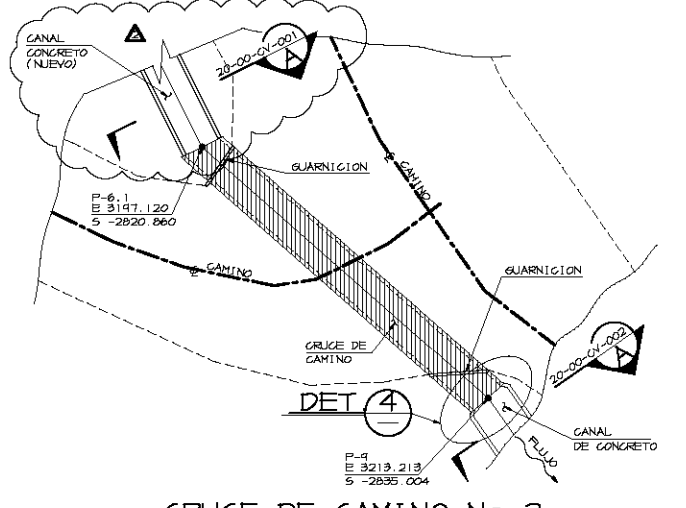 CANAL
CONCRETO
(NUEVO)
2
20-00-CV-001
A
GUARNICION
CAMINO
P-6.1
E 3197.120
S -2820.860
CAMINO
GUARNICION
CRUCE DE
CAMINO
20-00-CV-002
A
DET 4
CANAL
DE CONCRETO
FLUJO
P-9
E 3213.213
S -2835.004
CRUCE DE CAMINO No